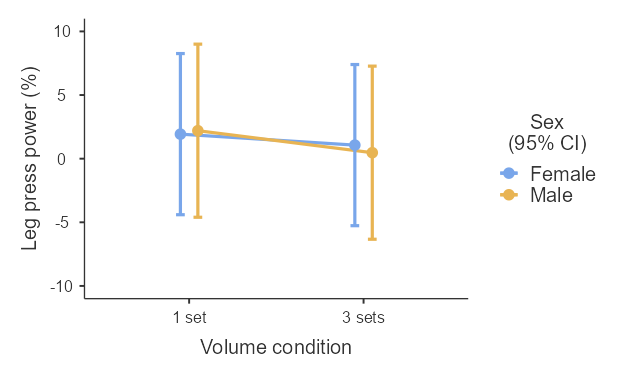 Leg press power (%)
10
5
0
-5
-10
1 set
3 sets
Volume condition
Sex
(95% CI)
Female
Male